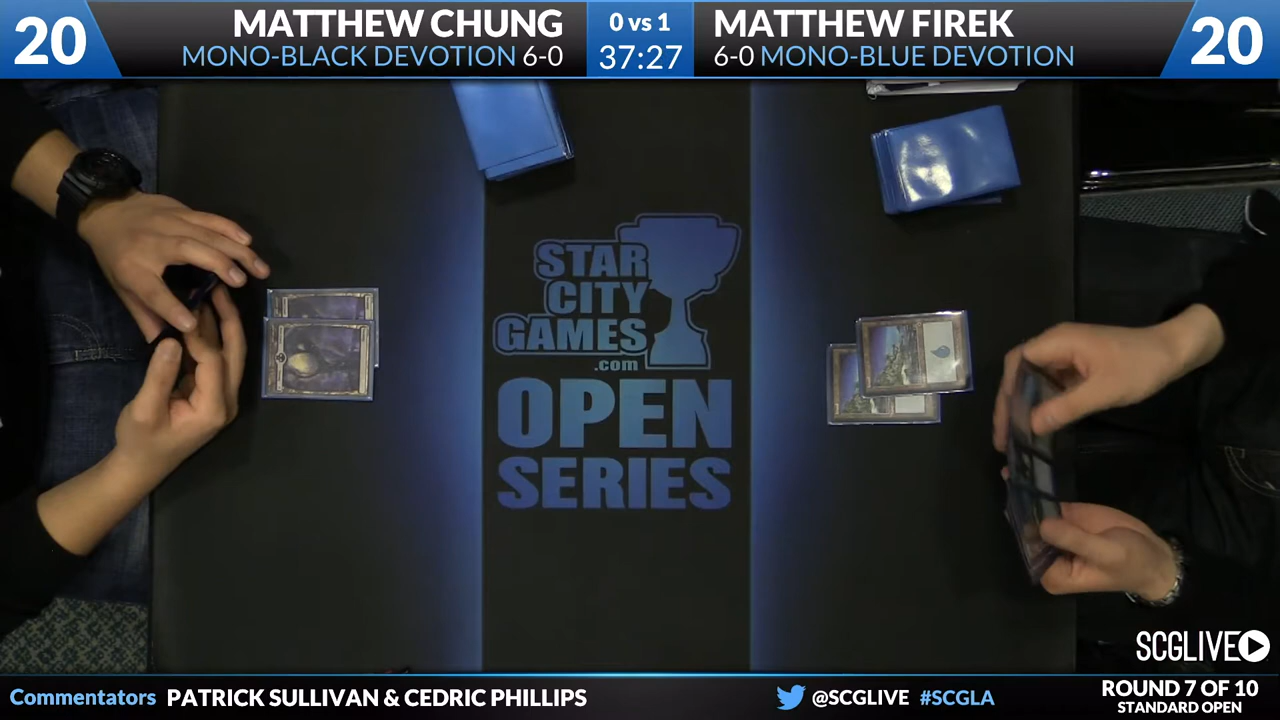 20
MATTHEW CHUNG
MONO-BLACK DEVOTION 6-0
0 vs 1
37:27
MATTHEW FIREK
6-0 MONO-BLUE DEVOTION
20
STAR
CITY
GAMES
.com
OPEN
SERIES
SCGLIVE
Commentators PATRICK SULLIVAN & CEDRIC PHILLIPS
@SCGLIVE #SCGLA
ROUND 7 OF 10
STANDARD OPEN